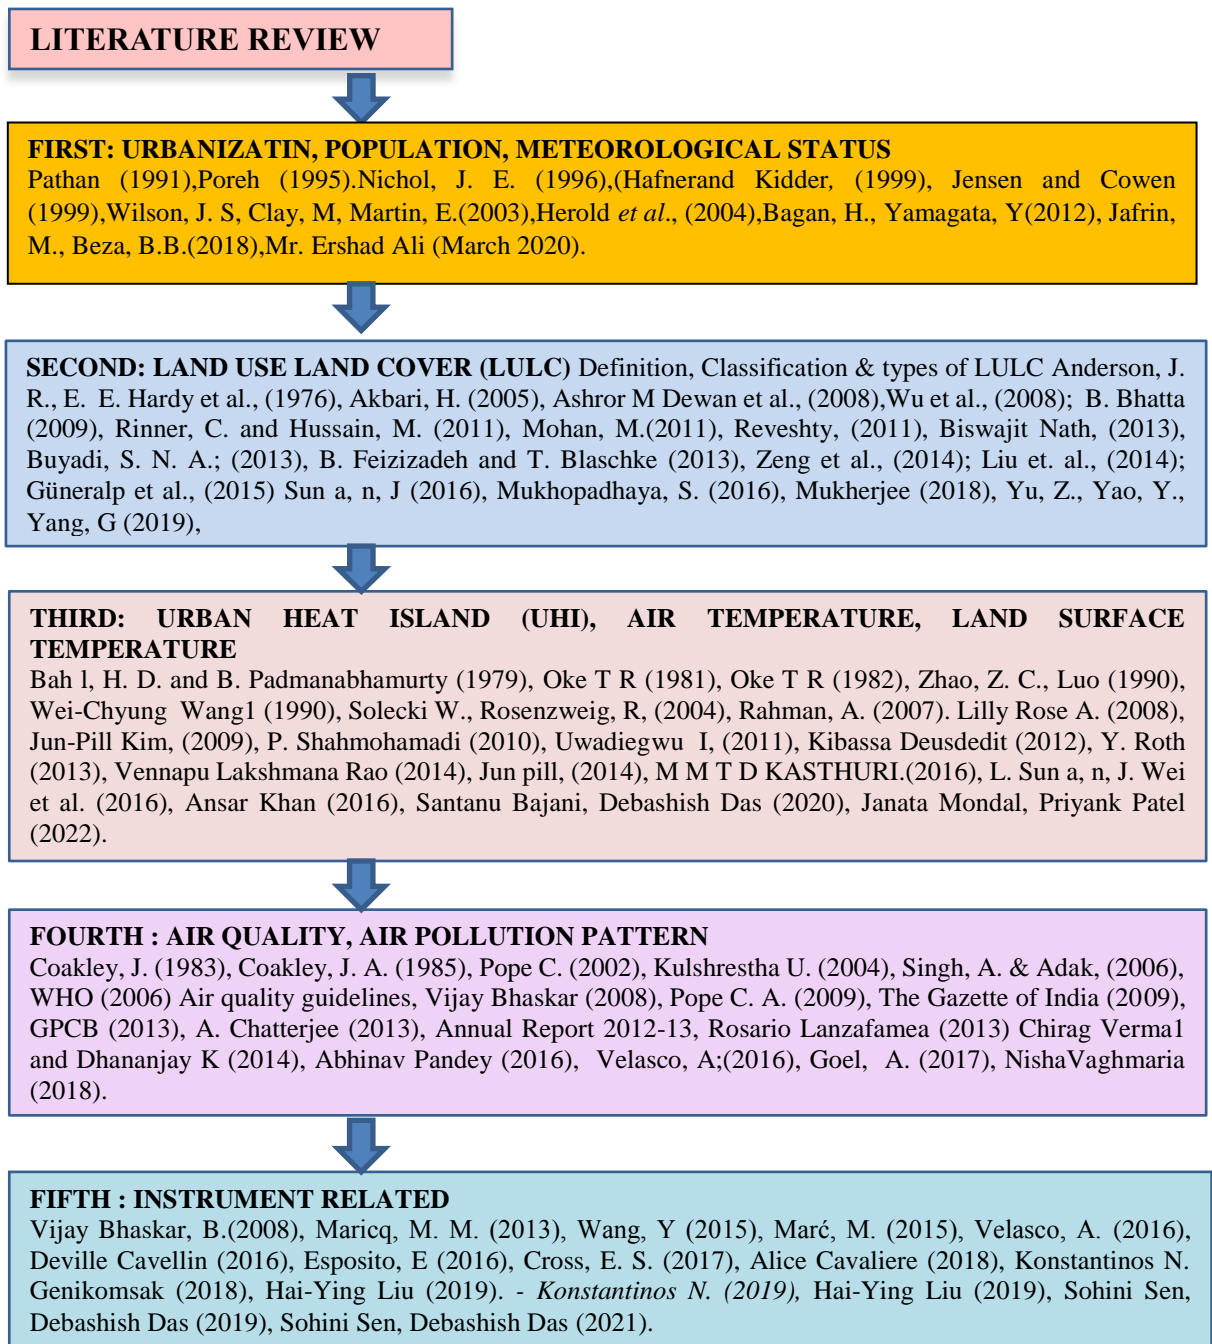 LITERATURE REVIEW
FIRST: URBANIZATIN, POPULATION, METEOROLOGICAL STATUS
Pathan (1991),Poreh (1995).Nichol, J. E. (1996),(Hafnerand Kidder, (1999), Jensen and Cowen
(1999),Wilson, J. S, Clay, M, Martin, E.(2003),Herold et al., (2004),Bagan, H., Yamagata, Y(2012), Jafrin,
M., Beza, B.B.(2018),Mr. Ershad Ali (March 2020).
SECOND: LAND USE LAND COVER (LULC) Definition, Classification & types of LULC Anderson, J.
R., E. E. Hardy et al., (1976), Akbari, H. (2005), Ashror M Dewan et al., (2008),Wu et al., (2008); B. Bhatta
(2009), Rinner, C. and Hussain, M. (2011), Mohan, M.(2011), Reveshty, (2011), Biswajit Nath, (2013),
Buyadi, S. N. A.; (2013), B. Feizizadeh and T. Blaschke (2013), Zeng et al., (2014); Liu et. al., (2014);
Güneralp et al., (2015) Sun a, n, J (2016), Mukhopadhaya, S. (2016), Mukherjee (2018), Yu, Z., Yao, Y.,
Yang, G (2019),
THIRD: URBAN HEAT ISLAND (UHI), AIR TEMPERATURE, LAND SURFACE
TEMPERATURE
Bah l, H. D. and B. Padmanabhamurty (1979), Oke T R (1981), Oke T R (1982), Zhao, Z. C., Luo (1990),
Wei-Chyung Wang1 (1990), Solecki W., Rosenzweig, R, (2004), Rahman, A. (2007). Lilly Rose A. (2008),
Jun-Pill Kim, (2009), P. Shahmohamadi (2010), Uwadiegwu I, (2011), Kibassa Deusdedit (2012), Y. Roth
(2013), Vennapu Lakshmana Rao (2014), Jun pill, (2014), M M T D KASTHURI.(2016), L. Sun a, n, J. Wei
et al. (2016), Ansar Khan (2016), Santanu Bajani, Debashish Das (2020), Janata Mondal, Priyank Patel
(2022).
FOURTH : AIR QUALITY, AIR POLLUTION PATTERN
Coakley, J. (1983), Coakley, J. A. (1985), Pope C. (2002), Kulshrestha U. (2004), Singh, A. & Adak, (2006),
WHO (2006) Air quality guidelines, Vijay Bhaskar (2008), Pope C. A. (2009), The Gazette of India (2009),
GPCB (2013), A. Chatterjee (2013), Annual Report 2012-13, Rosario Lanzafamea (2013) Chirag Verma1
and Dhananjay K (2014), Abhinav Pandey (2016), Velasco, A;(2016), Goel, A. (2017), NishaVaghmaria
(2018).
FIFTH : INSTRUMENT RELATED
Vijay Bhaskar, B.(2008), Maricq, M. M. (2013), Wang, Y (2015), Marć, M. (2015), Velasco, A. (2016),
Deville Cavellin (2016), Esposito, E (2016), Cross, E. S. (2017), Alice Cavaliere (2018), Konstantinos N.
Genikomsak (2018), Hai-Ying Liu (2019). - Konstantinos N. (2019), Hai-Ying Liu (2019), Sohini Sen,
Debashish Das (2019), Sohini Sen, Debashish Das (2021).